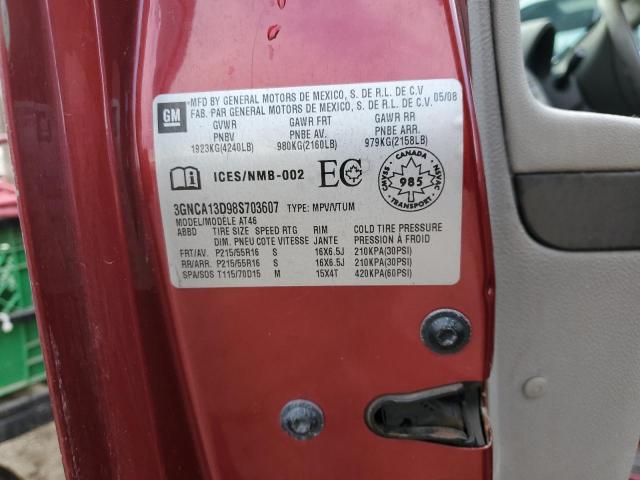 GM
MFD BY GENERAL MOTORS DE MEXICO, S. DE R.L. DE C.V
FAB. PAR GENERAL MOTORS DE MEXICO, S. DE R.L. DE C.V. 05/08
GVWR GAWR FRT GAWR RR
PNBV PNBE AV. PNBE ARR.
1923KG(4240LB) 980KG(2160LB) 979KG(2158LB)
ICES/NMB-002 EC
CANADA
985
TRANSPORT
NSVAC-NSVAC
3GNCA13D98S703607 TYPE: MPV/VTUM
MODEL/MODÈLE AT46
ABBD TIRE SIZE SPEED RTG RIM COLD TIRE PRESSURE
DIM. PNEU COTE VITESSE JANTE PRESSION À FROID
FRT/AV. P215/55R16 S 16X6.5J 210KPA(30PSI)
RR/ARR. P215/55R16 S 16X6.5J 210KPA(30PSI)
SPA/SOS T115/70D15 M 15X4T 420KPA(60PSI)